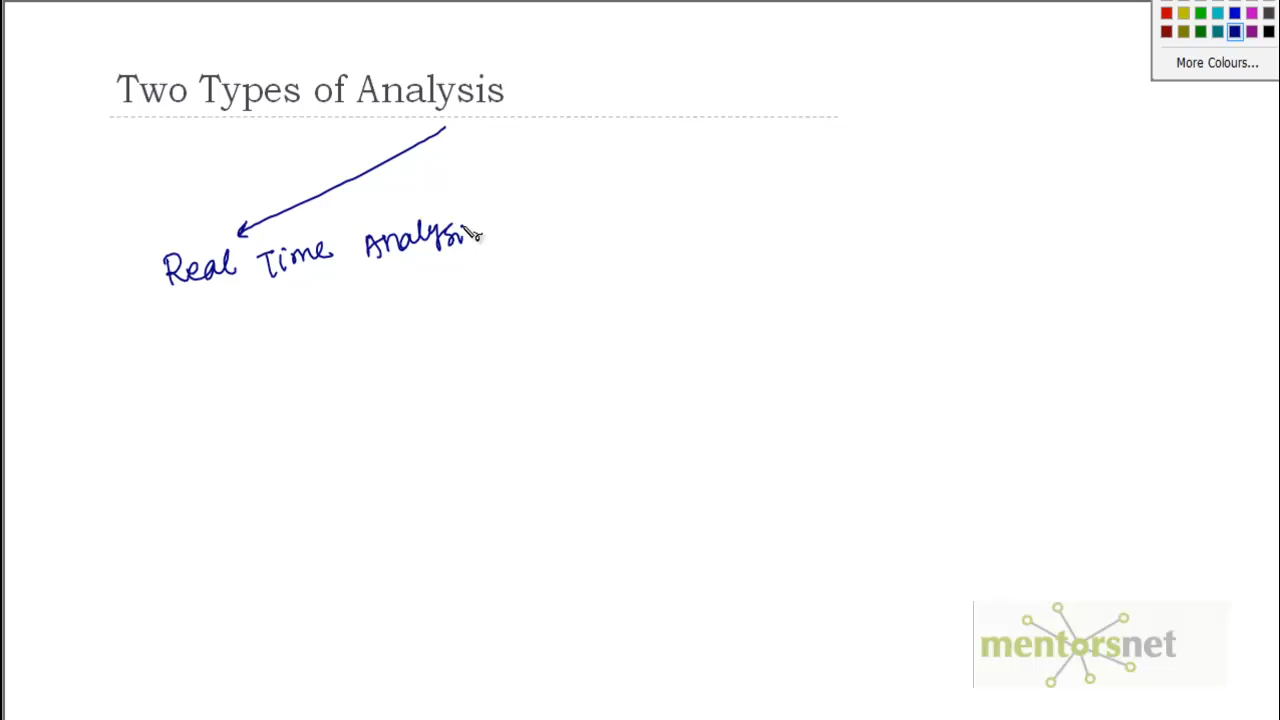 More Colours...
Two Types of Analysis
Real Time Analysis
mentorsnet